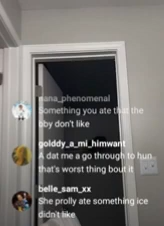 nana_phenomenal
Something you ate that the
bby don't like
golddy_a_mi_himwant
A dat me a go through to hun
that's worst thing bout it
belle_sam_xx
She prolly ate something ice
didn't like